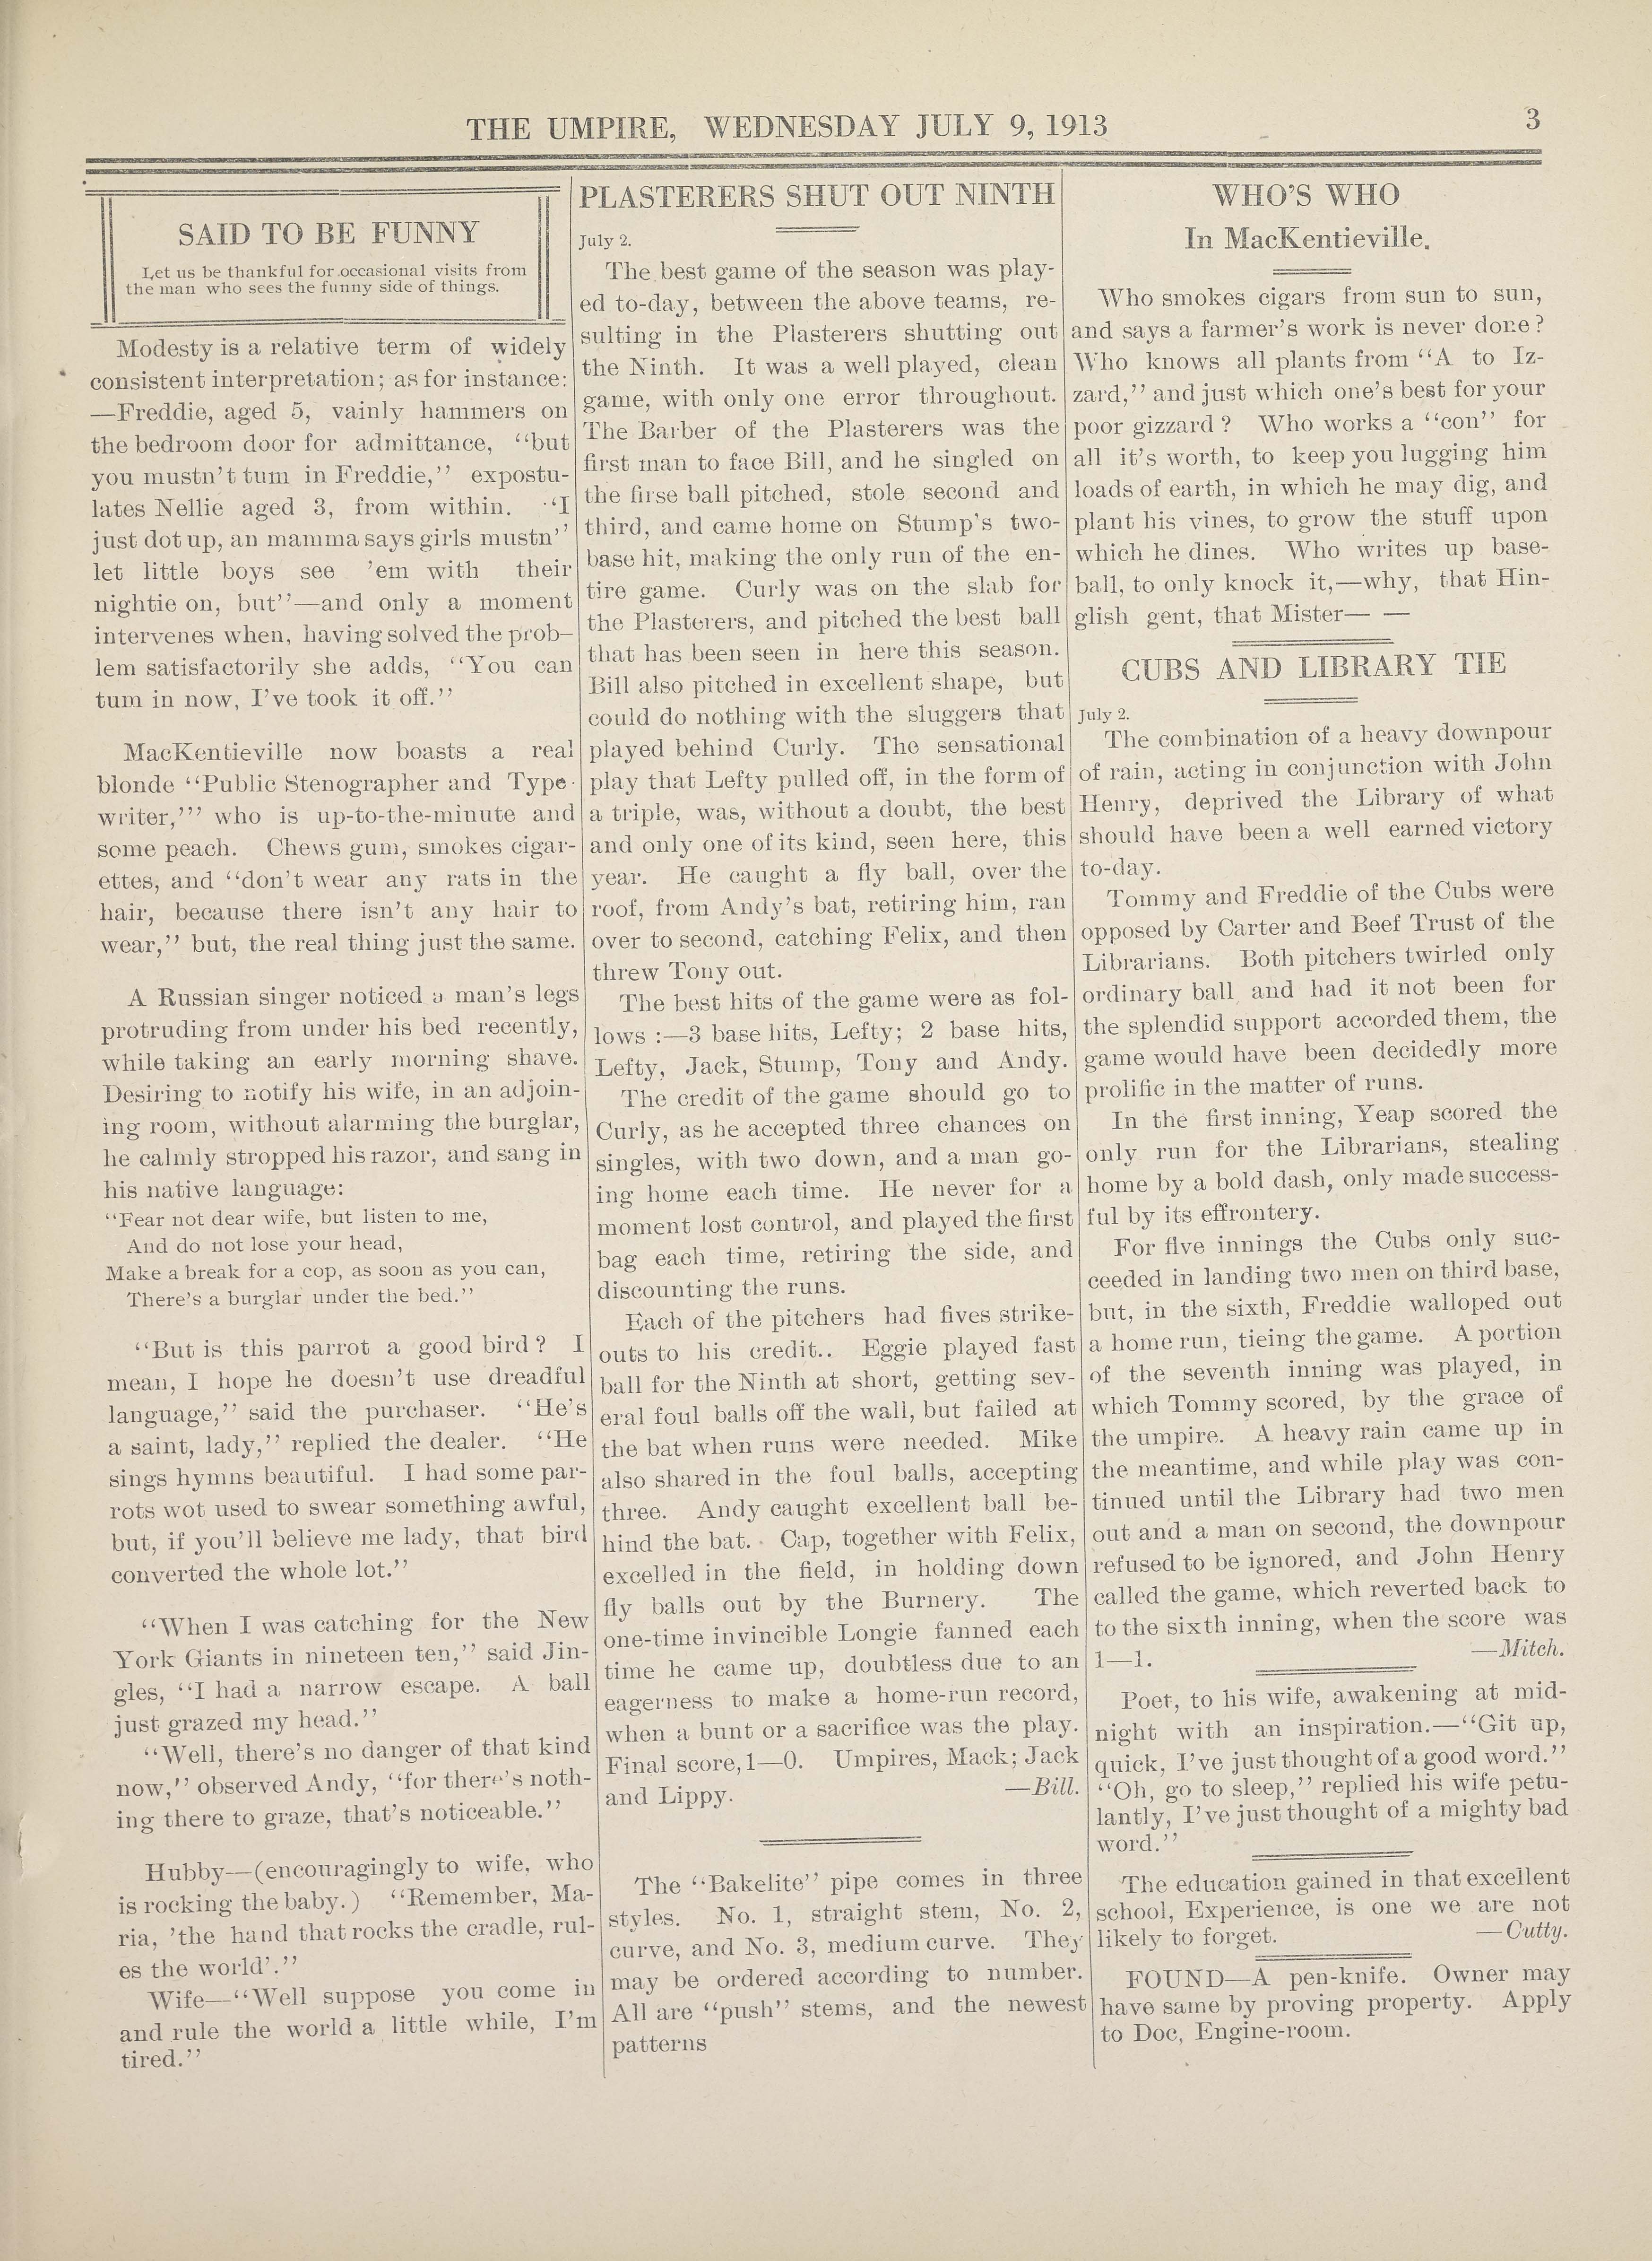 THE UMPIRE, WEDNESDAY JULY 9, 1913
3
SAID TO BE FUNNY
Let us be thankful for occasional visits from
the man who sees the funny side of things.
Modesty is a relative term of widely
consistent interpretation; as for instance:
—Freddie, aged 5, vainly hammers on
the bedroom door for admittance, "but
you mustn't tum in Freddie," expostu-
lates Nellie aged 3, from within. "I
just dot up, an mamma says girls mustn''
let little boys see 'em with their
nightie on, but"—and only a moment
intervenes when, having solved the prob-
lem satisfactorily she adds, "You can
tum in now, I've took it off."
MacKentieville now boasts a real
blonde "Public Stenographer and Type-
writer,"' who is up-to-the-minute and
some peach. Chews gum, smokes cigar-
ettes, and "don't wear any rats in the
hair, because there isn't any hair to
wear," but, the real thing just the same.
A Russian singer noticed a man's legs
protruding from under his bed recently,
while taking an early morning shave.
Desiring to notify his wife, in an adjoin-
ing room, without alarming the burglar,
he calmly stropped his razor, and sang in
his native language:
"Fear not dear wife, but listen to me,
And do not lose your head,
Make a break for a cop, as soon as you can,
There's a burglar under the bed."
"But is this parrot a good bird? I
mean, I hope he doesn't use dreadful
language," said the purchaser. "He's
a saint, lady," replied the dealer. "He
sings hymns beautiful. I had some par-
rots wot used to swear something awful,
but, if you'll believe me lady, that bird
converted the whole lot."
"When I was catching for the New
York Giants in nineteen ten," said Jin-
gles, "I had a narrow escape. A ball
just grazed my head."
"Well, there's no danger of that kind
now," observed Andy, "for there's noth-
ing there to graze, that's noticeable."
Hubby—(encouragingly to wife, who
is rocking the baby.) "Remember, Ma-
ria, 'the hand that rocks the cradle, rul-
es the world'."
Wife—"Well suppose you come in
and rule the world a little while, I'm
tired."
PLASTERERS SHUT OUT NINTH
July 2.
The best game of the season was play-
ed to-day, between the above teams, re-
sulting in the Plasterers shutting out
the Ninth. It was a well played, clean
game, with only one error throughout.
The Barber of the Plasterers was the
first man to face Bill, and he singled on
the firse ball pitched, stole second and
third, and came home on Stump's two-
base hit, making the only run of the en-
tire game. Curly was on the slab for
the Plasterers, and pitched the best ball
that has been seen in here this season.
Bill also pitched in excellent shape, but
could do nothing with the sluggers that
played behind Curly. The sensational
play that Lefty pulled off, in the form of
a triple, was, without a doubt, the best
and only one of its kind, seen here, this
year. He caught a fly ball, over the
roof, from Andy's bat, retiring him, ran
over to second, catching Felix, and then
threw Tony out.
The best hits of the game were as fol-
lows :—3 base hits, Lefty; 2 base hits,
Lefty, Jack, Stump, Tony and Andy.
The credit of the game should go to
Curly, as he accepted three chances on
singles, with two down, and a man go-
ing home each time. He never for a
moment lost control, and played the first
bag each time, retiring the side, and
discounting the runs.
Each of the pitchers had fives strike-
outs to his credit.. Eggie played fast
ball for the Ninth at short, getting sev-
eral foul balls off the wall, but failed at
the bat when runs were needed. Mike
also shared in the foul balls, accepting
three. Andy caught excellent ball be-
hind the bat. Cap, together with Felix,
excelled in the field, in holding down
fly balls out by the Burnery. The
one-time invincible Longie fanned each
time he came up, doubtless due to an
eagerness to make a home-run record,
when a bunt or a sacrifice was the play.
Final score, 1—0. Umpires, Mack; Jack
and Lippy. —Bill.
The "Bakelite" pipe comes in three
styles. No. 1, straight stem, No. 2,
curve, and No. 3, medium curve. They
may be ordered according to number.
All are "push" stems, and the newest
patterns
WHO'S WHO
In MacKentieville.
Who smokes cigars from sun to sun,
and says a farmer's work is never done?
Who knows all plants from "A to Iz-
zard," and just which one's best for your
poor gizzard? Who works a "con" for
all it's worth, to keep you lugging him
loads of earth, in which he may dig, and
plant his vines, to grow the stuff upon
which he dines. Who writes up base-
ball, to only knock it,—why, that Hin-
glish gent, that Mister— —
CUBS AND LIBRARY TIE
July 2.
The combination of a heavy downpour
of rain, acting in conjunction with John
Henry, deprived the Library of what
should have been a well earned victory
to-day.
Tommy and Freddie of the Cubs were
opposed by Carter and Beef Trust of the
Librarians. Both pitchers twirled only
ordinary ball and had it not been for
the splendid support accorded them, the
game would have been decidedly more
prolific in the matter of runs.
In the first inning, Yeap scored the
only run for the Librarians, stealing
home by a bold dash, only made success-
ful by its effrontery.
For five innings the Cubs only suc-
ceeded in landing two men on third base,
but, in the sixth, Freddie walloped out
a home run, tieing the game. A portion
of the seventh inning was played, in
which Tommy scored, by the grace of
the umpire. A heavy rain came up in
the meantime, and while play was con-
tinued until the Library had two men
out and a man on second, the downpour
refused to be ignored, and John Henry
called the game, which reverted back to
to the sixth inning, when the score was
1—1. —Mitch.
Poet, to his wife, awakening at mid-
night with an inspiration.—"Git up,
quick, I've just thought of a good word."
"Oh, go to sleep," replied his wife petu-
lantly, I've just thought of a mighty bad
word."
The education gained in that excellent
school, Experience, is one we are not
likely to forget. —Cutty.
FOUND—A pen-knife. Owner may
have same by proving property. Apply
to Doc, Engine-room.